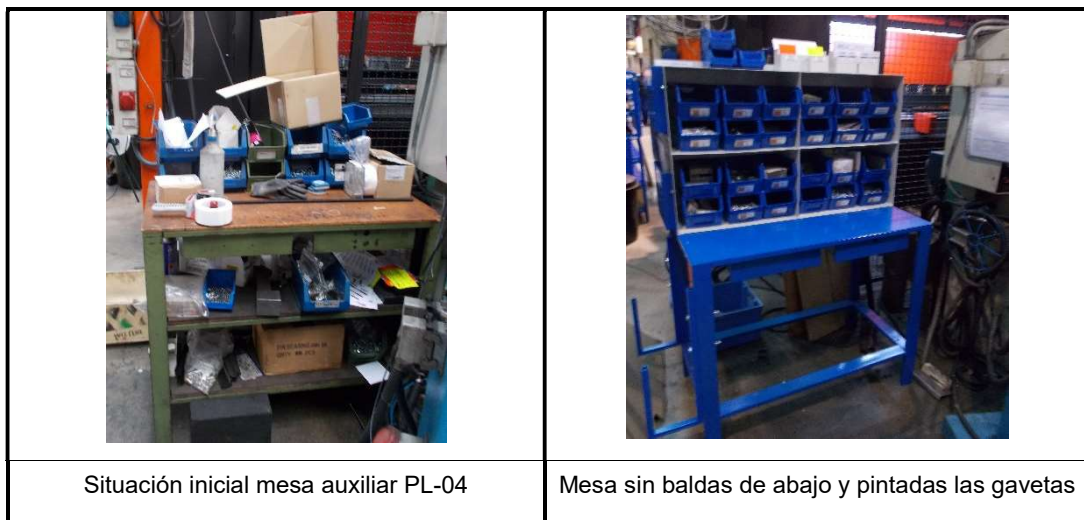 Situación inicial mesa auxiliar PL-04
Mesa sin baldas de abajo y pintadas las gavetas